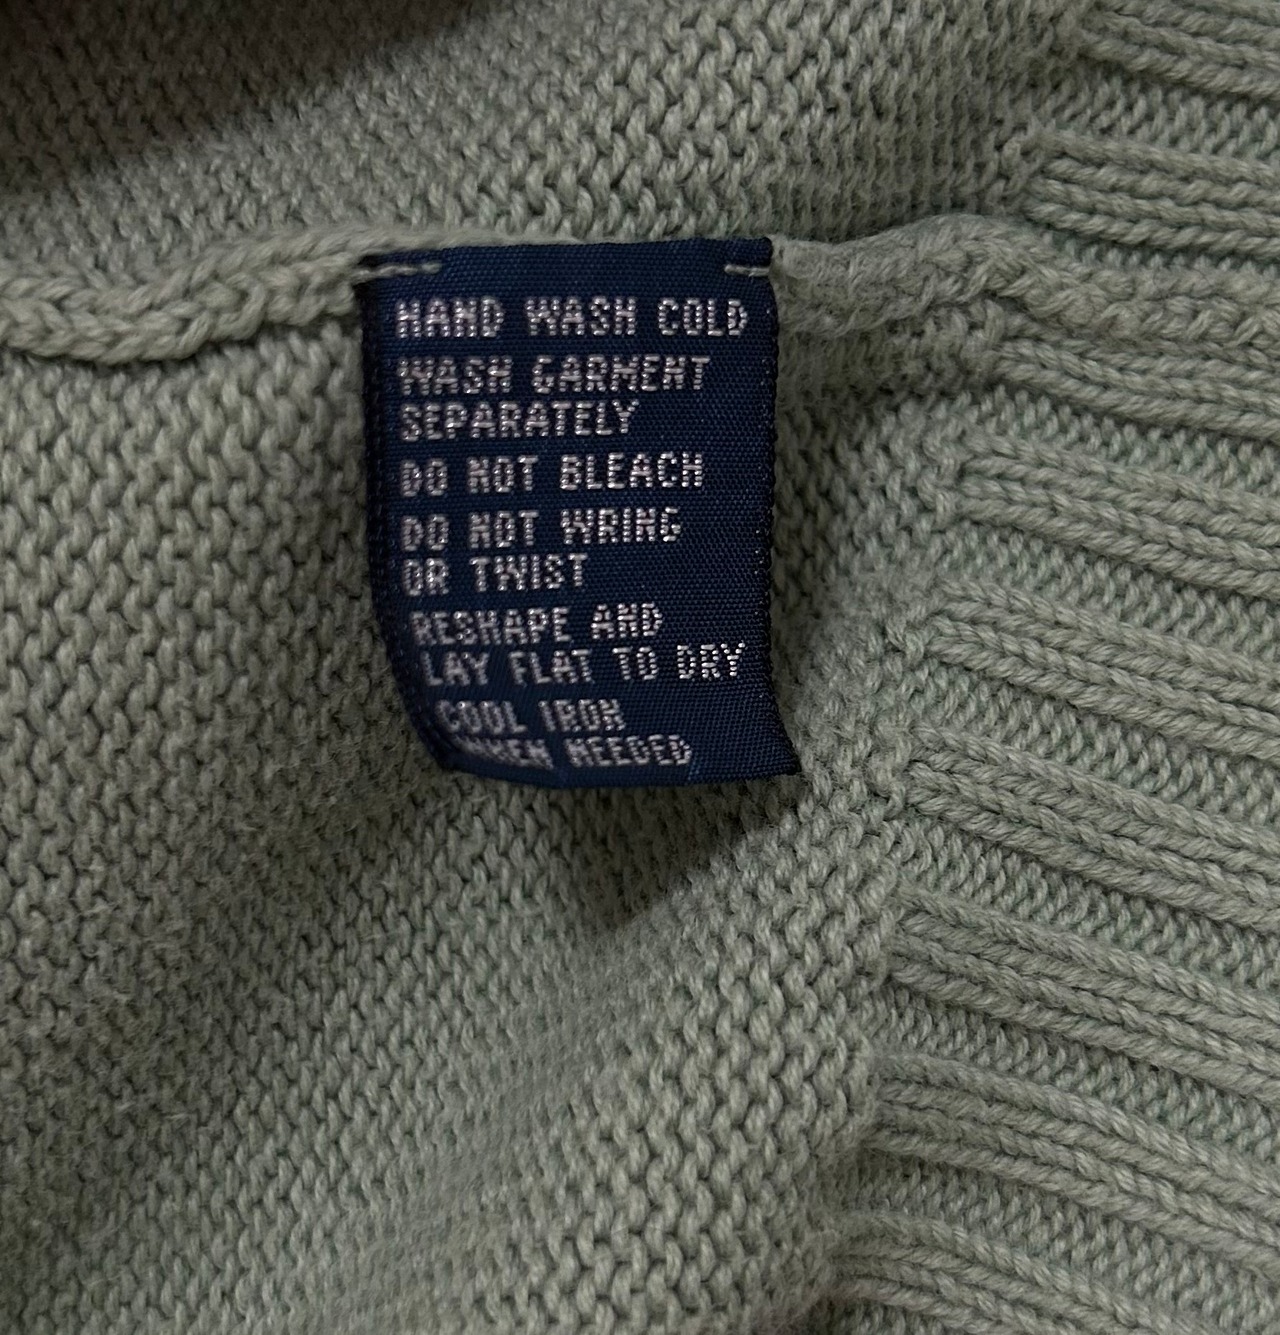 HAND WASH COLD
WASH GARMENT
SEPARATELY
DO NOT BLEACH
DO NOT WRING
OR TWIST
RESHAPE AND
LAY FLAT TO DRY
COOL IRON
WHEN NEEDED